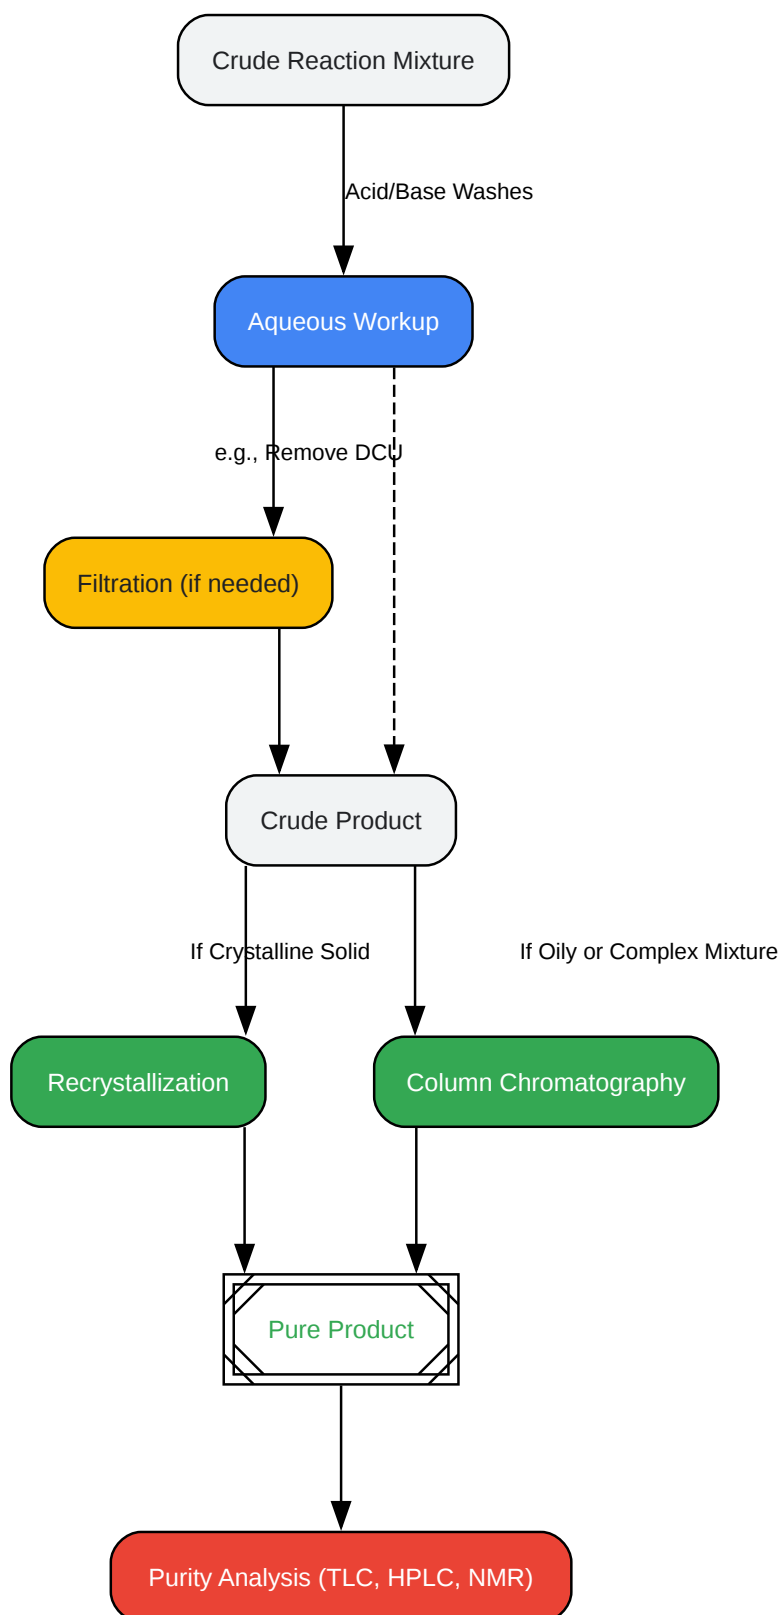 Crude Reaction Mixture
Acid/Base Washes
Aqueous Workup
e.g., Remove DCU
Filtration (if needed)
Crude Product
If Crystalline Solid
If Oily or Complex Mixture
Recrystallization
Column Chromatography
Pure Product
Purity Analysis (TLC, HPLC, NMR)